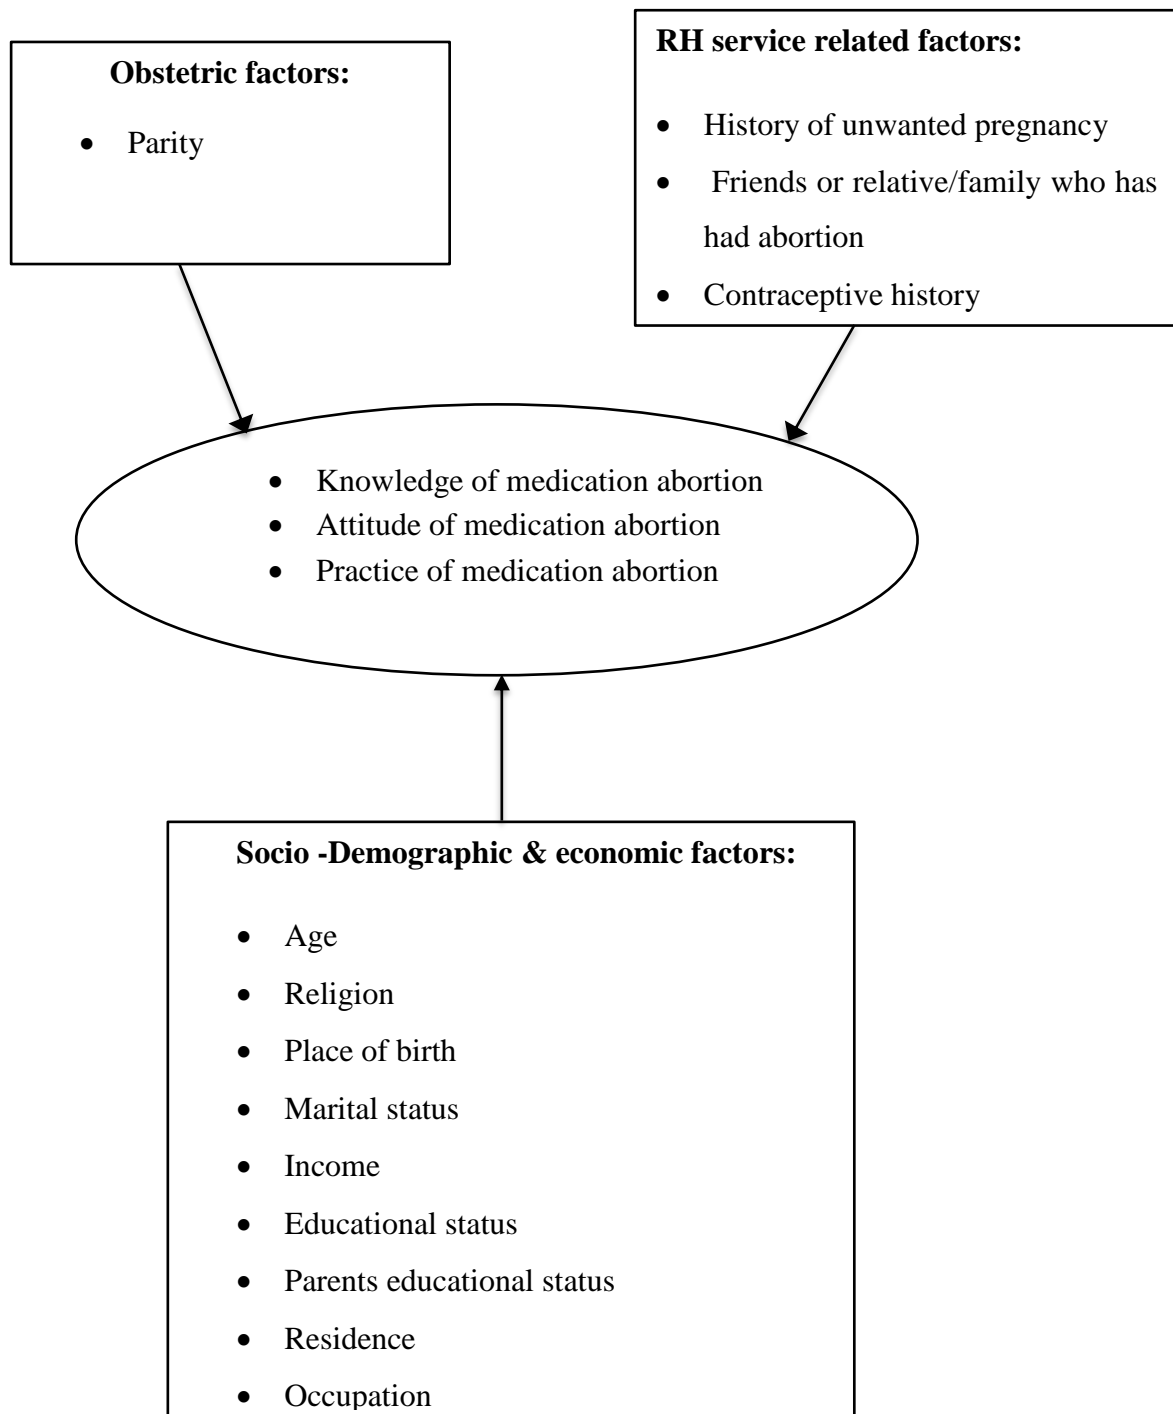 Obstetric factors:
• Parity
RH service related factors:
• History of unwanted pregnancy
• Friends or relative/family who has
had abortion
• Contraceptive history
• Knowledge of medication abortion
• Attitude of medication abortion
• Practice of medication abortion
Socio -Demographic & economic factors:
• Age
• Religion
• Place of birth
• Marital status
• Income
• Educational status
• Parents educational status
• Residence
• Occupation